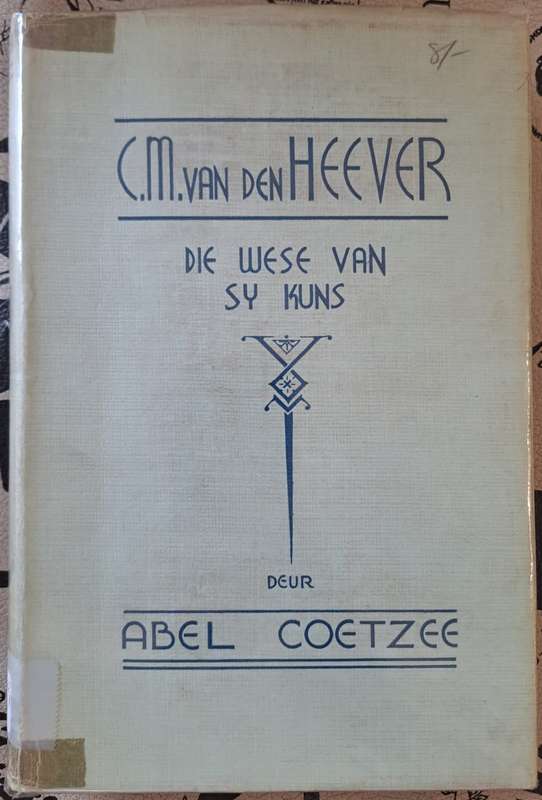 8/-
C.M. VAN DEN HEEVER
DIE WESE VAN
SY KUNS
DEUR
ABEL COETZEE